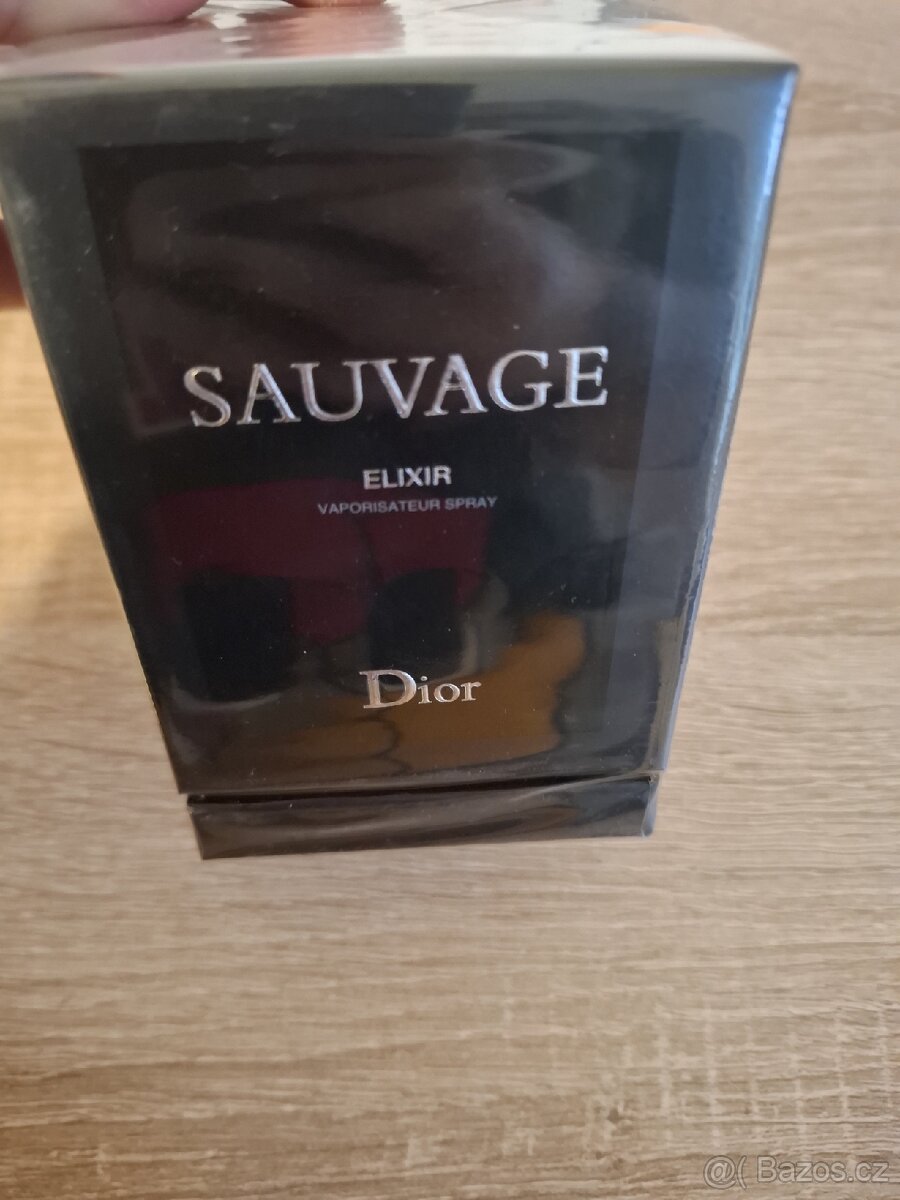 SAUVAGE
ELIXIR
VAPORISATEUR SPRAY
Dior
@( Bazos.cz